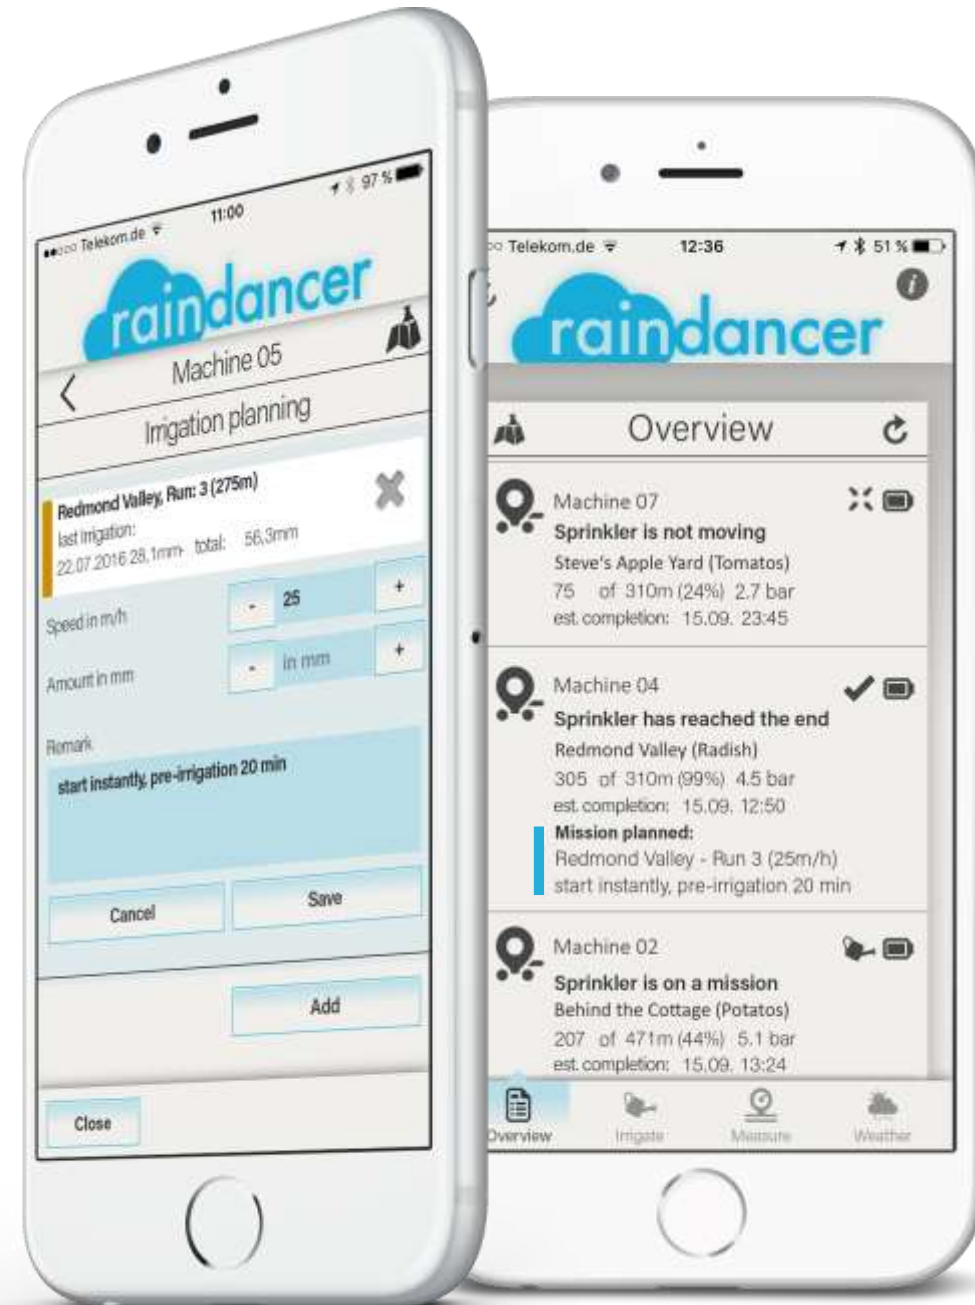 Telekom.de
11:00
97 %
raindancer
Machine 05
Irrigation planning
Redmond Valley, Run: 3 (275m)
last Irrigation:
22.07.2016 28,1mm- total: 56,3mm
Speed in m/h - 25 +
Amount in mm - in mm +
Remark
start instantly, pre-irrigation 20 min
Cancel Save
Add
Close
Telekom.de 12:36 51 %
raindancer
i
Overview
Machine 07
Sprinkler is not moving
Steve's Apple Yard (Tomatos)
75 of 310m (24%) 2.7 bar
est. completion: 15.09. 23:45
Machine 04
Sprinkler has reached the end
Redmond Valley (Radish)
305 of 310m (99%) 4.5 bar
est. completion: 15.09. 12:50
Mission planned:
Redmond Valley - Run 3 (25m/h)
start instantly, pre-irrigation 20 min
Machine 02
Sprinkler is on a mission
Behind the Cottage (Potatos)
207 of 471m (44%) 5.1 bar
est. completion: 15.09. 13:24
Overview Irrigate Measure Weather